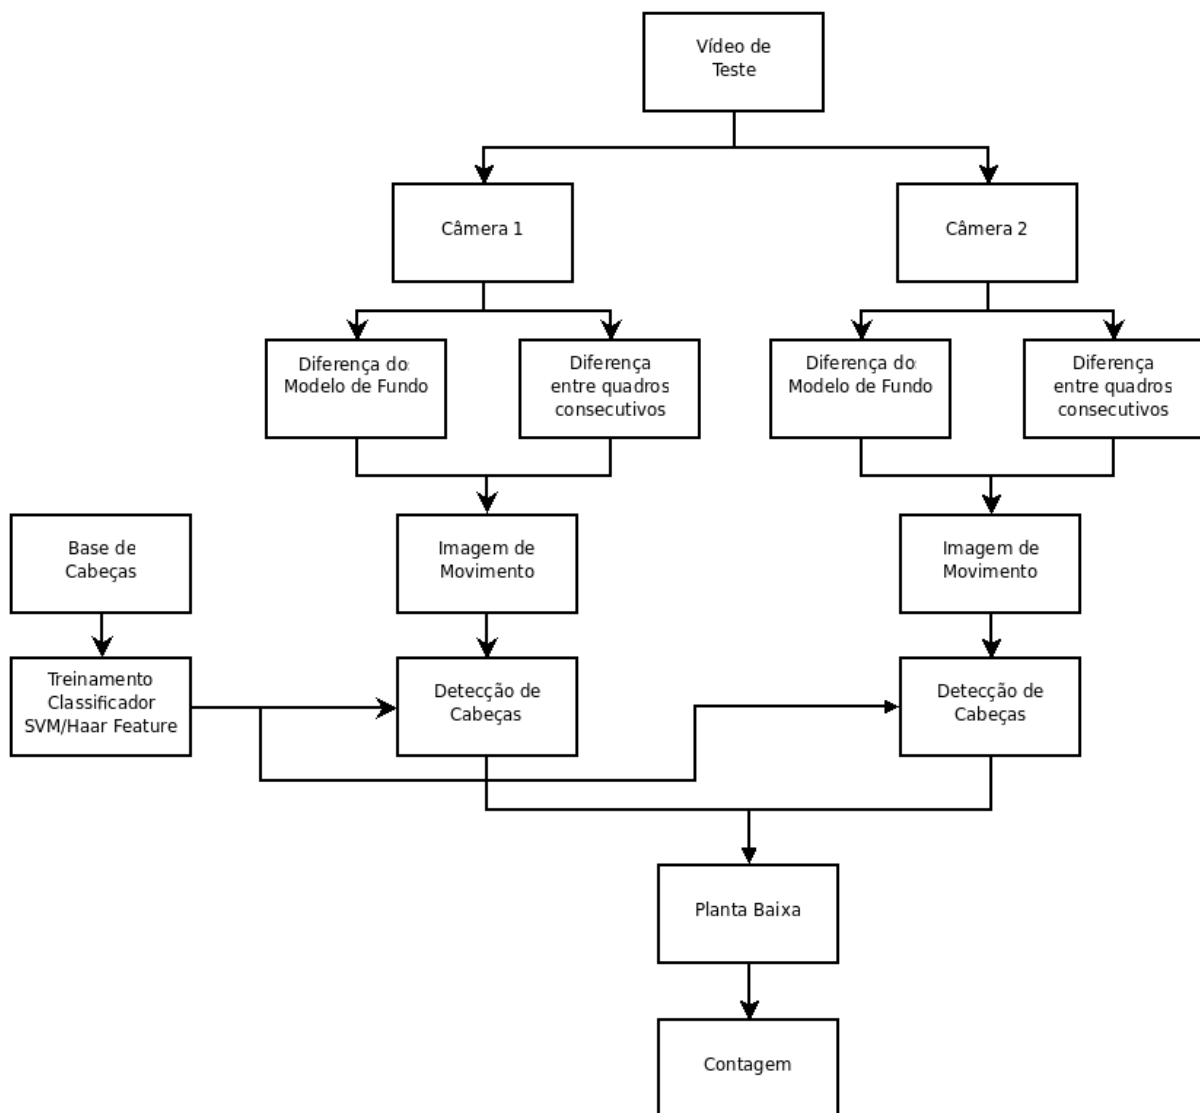 Vídeo de
Teste
Câmera 1
Câmera 2
Diferença do
Modelo de Fundo
Diferença
entre quadros
consecutivos
Diferença do
Modelo de Fundo
Diferença
entre quadros
consecutivos
Base de
Cabeças
Imagem de
Movimento
Imagem de
Movimento
Treinamento
Classificador
SVM/Haar Feature
Detecção de
Cabeças
Detecção de
Cabeças
Planta Baixa
Contagem